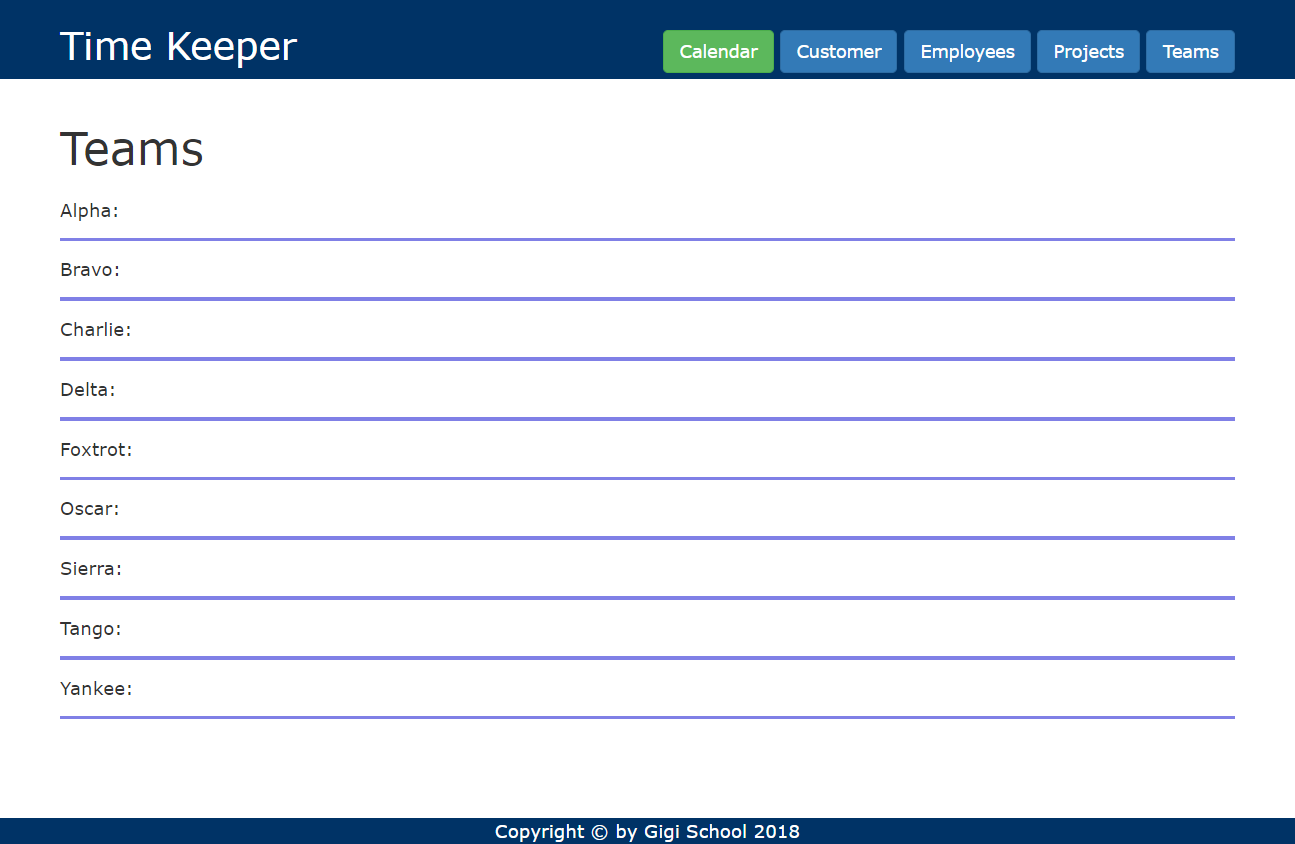 Time Keeper
Calendar Customer Employees Projects Teams
Teams
Alpha:
Bravo:
Charlie:
Delta:
Foxtrot:
Oscar:
Sierra:
Tango:
Yankee:
Copyright © by Gigi School 2018